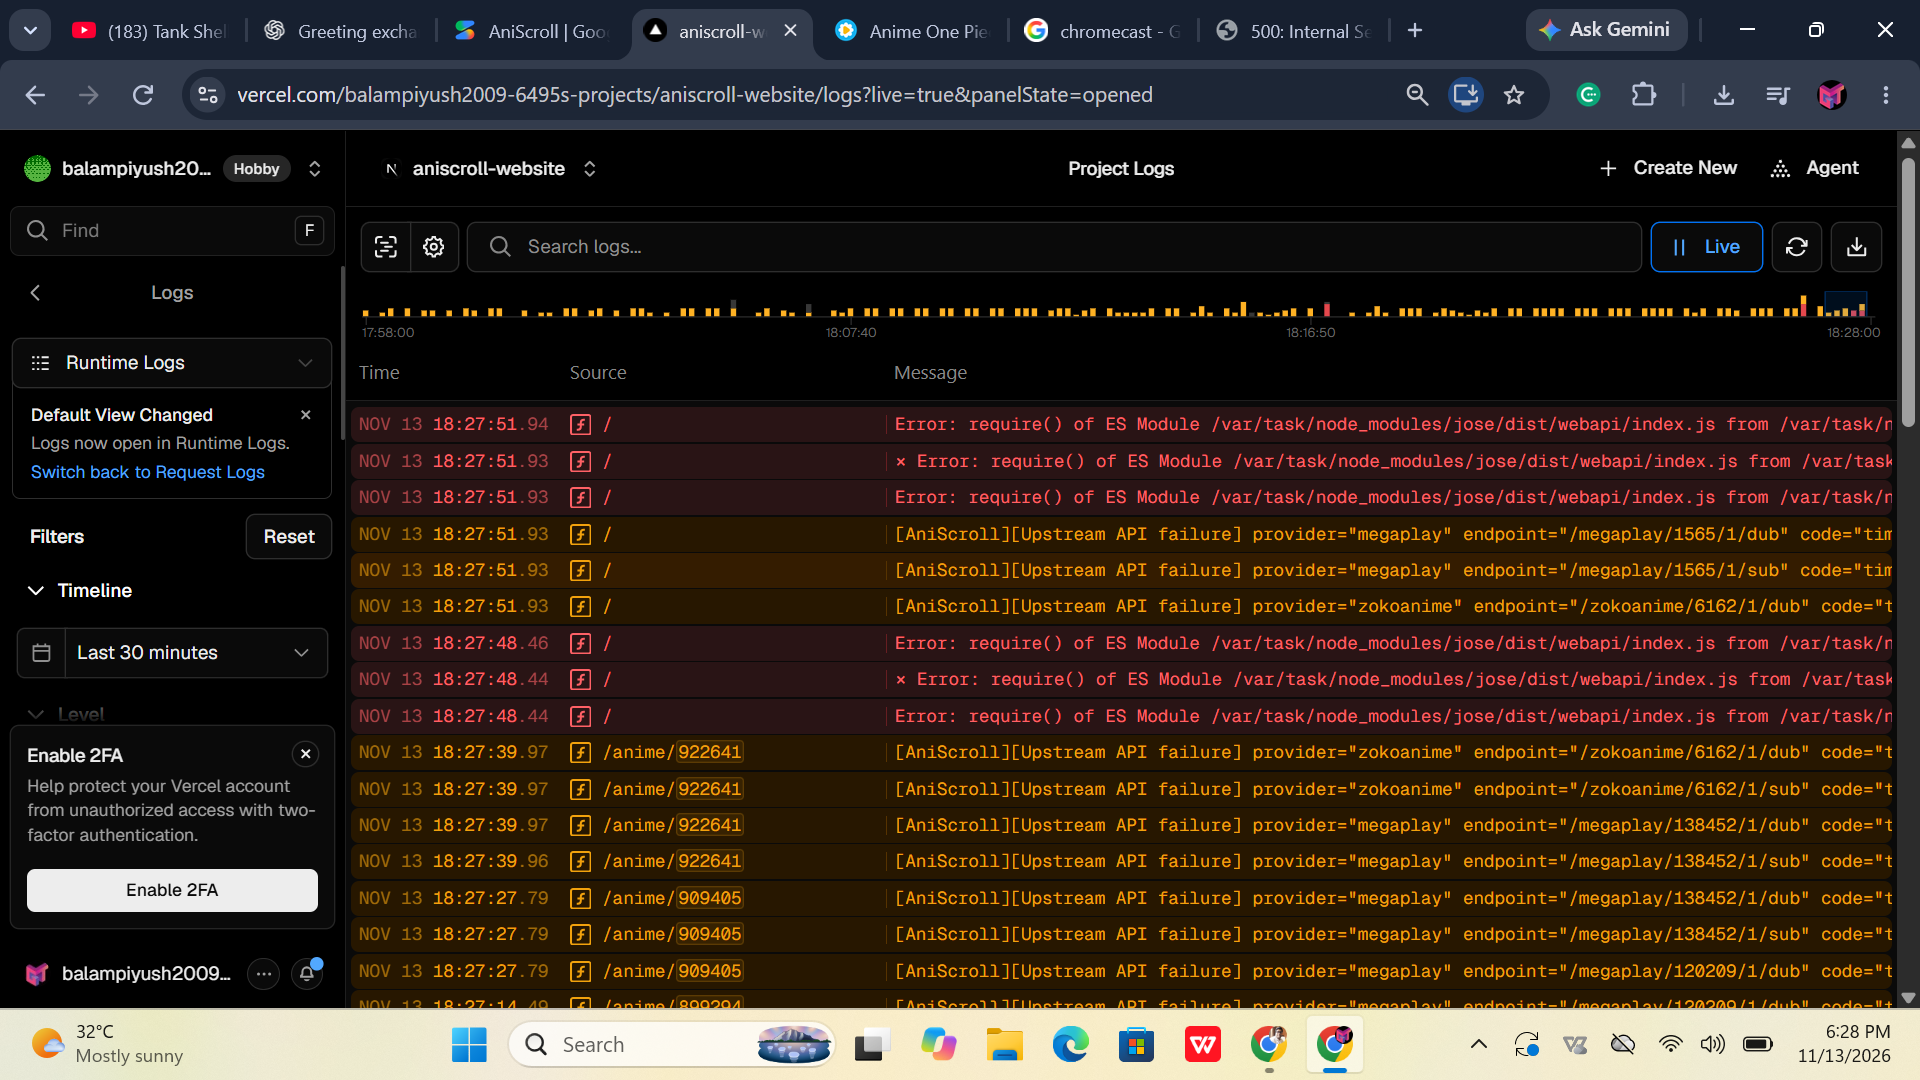 (183) Tank Shel
Greeting excha
AniScroll | Goo
aniscroll-w
Anime One Pie
chromecast - G
500: Internal Se
Ask Gemini
vercel.com/balampiyush2009-6495s-projects/aniscroll-website/logs?live=true&panelState=opened
balampiyush20... Hobby
aniscroll-website
Project Logs
Create New
Agent
Find F
Search logs...
Live
Logs
17:58:00 18:07:40 18:16:50 18:28:00
Runtime Logs
Default View Changed
Logs now open in Runtime Logs.
Switch back to Request Logs
Filters Reset
Timeline
Last 30 minutes
Level
Enable 2FA
Help protect your Vercel account
from unauthorized access with two-
factor authentication.
Enable 2FA
balampiyush2009...
Time Source Message
NOV 13 18:27:51.94 / Error: require() of ES Module /var/task/node_modules/jose/dist/webapi/index.js from /var/task/n
NOV 13 18:27:51.93 / × Error: require() of ES Module /var/task/node_modules/jose/dist/webapi/index.js from /var/task
NOV 13 18:27:51.93 / Error: require() of ES Module /var/task/node_modules/jose/dist/webapi/index.js from /var/task/n
NOV 13 18:27:51.93 / [AniScroll][Upstream API failure] provider="megaplay" endpoint="/megaplay/1565/1/dub" code="tim
NOV 13 18:27:51.93 / [AniScroll][Upstream API failure] provider="megaplay" endpoint="/megaplay/1565/1/sub" code="tim
NOV 13 18:27:51.93 / [AniScroll][Upstream API failure] provider="zokoanime" endpoint="/zokoanime/6162/1/dub" code="t
NOV 13 18:27:48.46 / Error: require() of ES Module /var/task/node_modules/jose/dist/webapi/index.js from /var/task/n
NOV 13 18:27:48.44 / × Error: require() of ES Module /var/task/node_modules/jose/dist/webapi/index.js from /var/task
NOV 13 18:27:48.44 / Error: require() of ES Module /var/task/node_modules/jose/dist/webapi/index.js from /var/task/n
NOV 13 18:27:39.97 /anime/922641 [AniScroll][Upstream API failure] provider="zokoanime" endpoint="/zokoanime/6162/1/dub" code="t
NOV 13 18:27:39.97 /anime/922641 [AniScroll][Upstream API failure] provider="zokoanime" endpoint="/zokoanime/6162/1/sub" code="t
NOV 13 18:27:39.97 /anime/922641 [AniScroll][Upstream API failure] provider="megaplay" endpoint="/megaplay/138452/1/dub" code="t
NOV 13 18:27:39.96 /anime/922641 [AniScroll][Upstream API failure] provider="megaplay" endpoint="/megaplay/138452/1/sub" code="t
NOV 13 18:27:27.79 /anime/909405 [AniScroll][Upstream API failure] provider="megaplay" endpoint="/megaplay/138452/1/dub" code="t
NOV 13 18:27:27.79 /anime/909405 [AniScroll][Upstream API failure] provider="megaplay" endpoint="/megaplay/138452/1/sub" code="t
NOV 13 18:27:27.79 /anime/909405 [AniScroll][Upstream API failure] provider="megaplay" endpoint="/megaplay/120209/1/dub" code="t
NOV 13 18:27:14.49 /anime/899294 [AniScroll][Upstream API failure] provider="megaplay" endpoint="/megaplay/120209/1/dub" code="t
32°C
Mostly sunny
Search
6:28 PM
11/13/2026